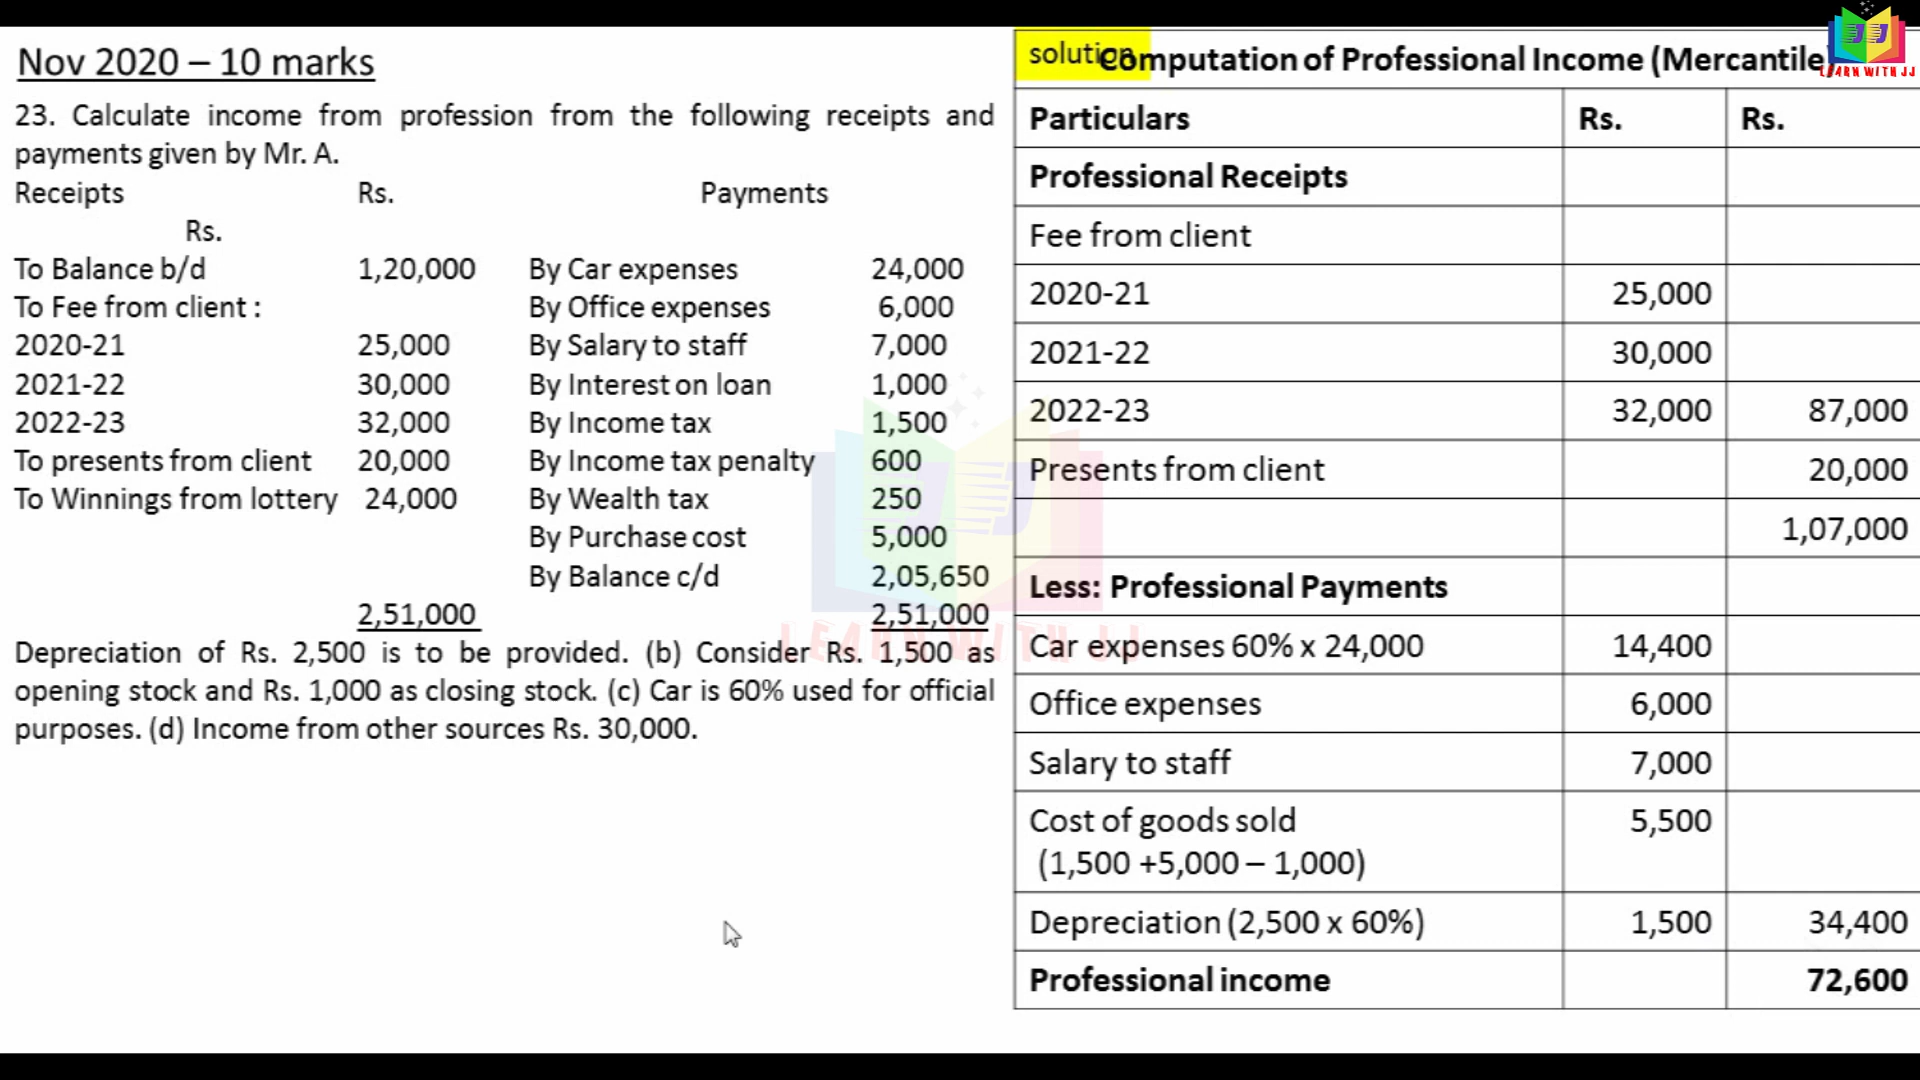 Nov 2020 – 10 marks
23. Calculate income from profession from the following receipts and
payments given by Mr. A.
Receipts Rs. Payments
Rs.
To Balance b/d 1,20,000 By Car expenses 24,000
To Fee from client : By Office expenses 6,000
2020-21 25,000 By Salary to staff 7,000
2021-22 30,000 By Interest on loan 1,000
2022-23 32,000 By Income tax 1,500
To presents from client 20,000 By Income tax penalty 600
To Winnings from lottery 24,000 By Wealth tax 250
By Purchase cost 5,000
By Balance c/d 2,05,650
2,51,000 2,51,000
Depreciation of Rs. 2,500 is to be provided. (b) Consider Rs. 1,500 as
opening stock and Rs. 1,000 as closing stock. (c) Car is 60% used for official
purposes. (d) Income from other sources Rs. 30,000.
solution
Computation of Professional Income (Mercantile)
Particulars Rs. Rs.
Professional Receipts
Fee from client
2020-21 25,000
2021-22 30,000
2022-23 32,000 87,000
Presents from client 20,000
1,07,000
Less: Professional Payments
Car expenses 60% x 24,000 14,400
Office expenses 6,000
Salary to staff 7,000
Cost of goods sold 5,500
(1,500 +5,000 – 1,000)
Depreciation (2,500 x 60%) 1,500 34,400
Professional income 72,600
JJ
LEARN WITH JJ
JJ
LEARN WITH JJ